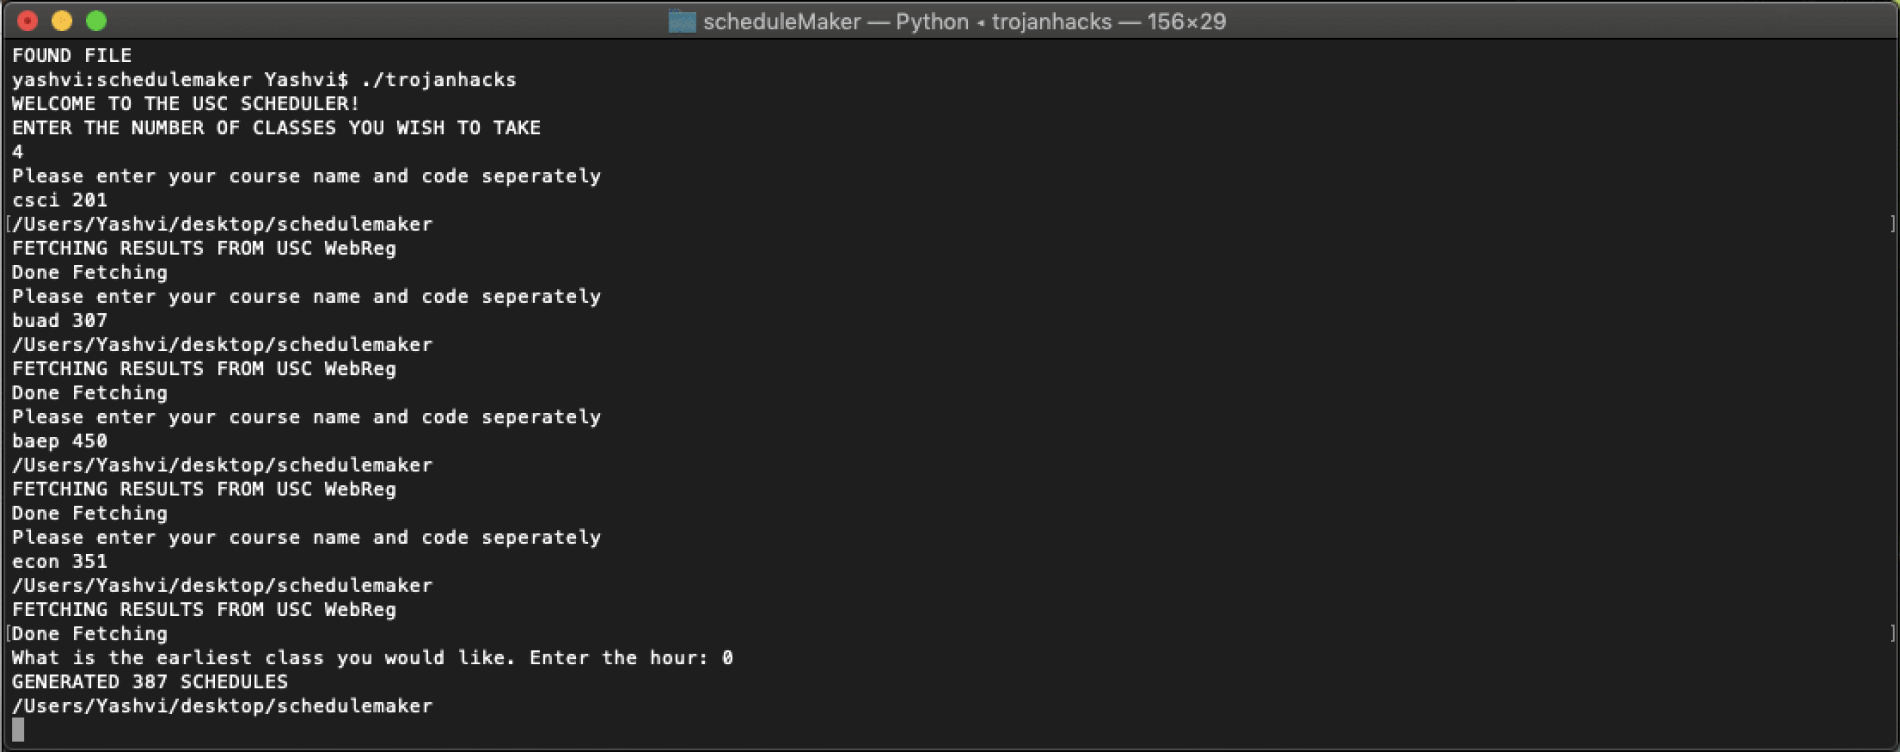 scheduleMaker — Python ◂ trojanhacks — 156×29
FOUND FILE
yashvi:schedulemaker Yashvi$ ./trojanhacks
WELCOME TO THE USC SCHEDULER!
ENTER THE NUMBER OF CLASSES YOU WISH TO TAKE
4
Please enter your course name and code seperately
csci 201
[/Users/Yashvi/desktop/schedulemaker ]
FETCHING RESULTS FROM USC WebReg
Done Fetching
Please enter your course name and code seperately
buad 307
/Users/Yashvi/desktop/schedulemaker
FETCHING RESULTS FROM USC WebReg
Done Fetching
Please enter your course name and code seperately
baep 450
/Users/Yashvi/desktop/schedulemaker
FETCHING RESULTS FROM USC WebReg
Done Fetching
Please enter your course name and code seperately
econ 351
/Users/Yashvi/desktop/schedulemaker
FETCHING RESULTS FROM USC WebReg
[Done Fetching ]
What is the earliest class you would like. Enter the hour: 0
GENERATED 387 SCHEDULES
/Users/Yashvi/desktop/schedulemaker